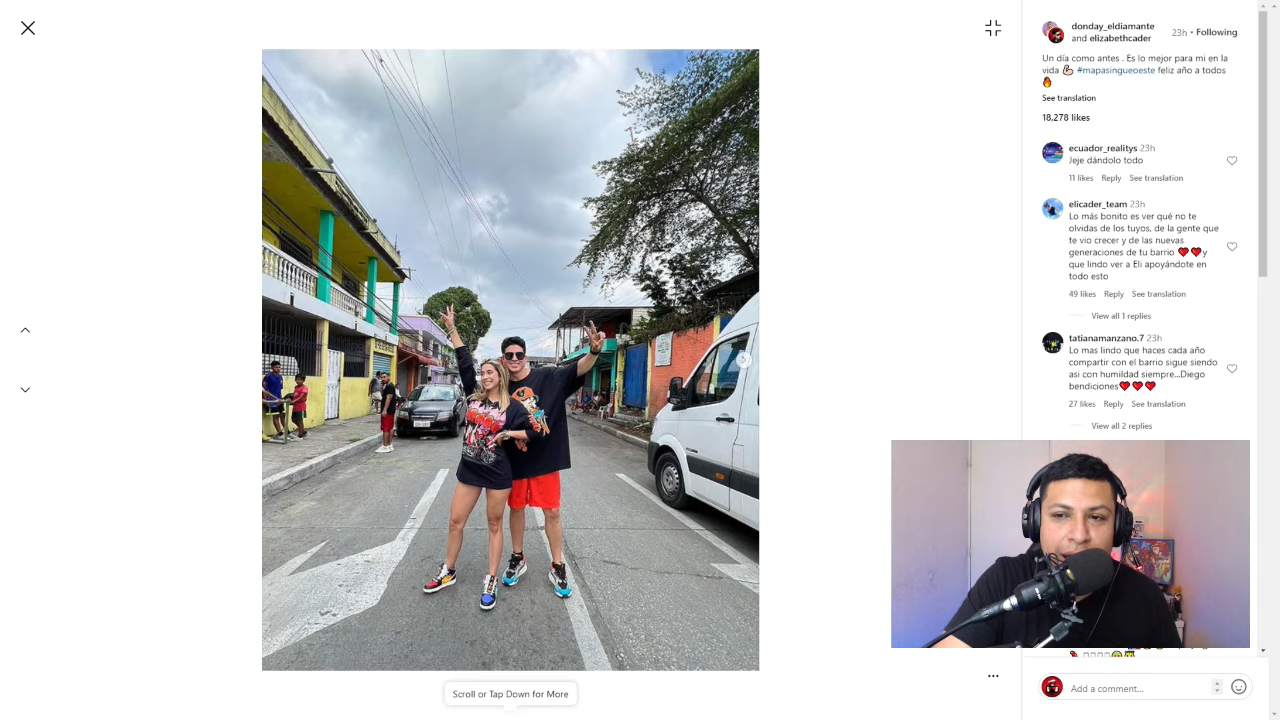 donday_eldiamante
and elizabethcader
23h • Following
Un día como antes . Es lo mejor para mi en la
vida 💪🏻 #mapasingueoeste feliz año a todos
🔥
See translation
18,278 likes
ecuador_realitys 23h
Jeje dándolo todo
11 likes Reply See translation
elicader_team 23h
Lo más bonito es ver qué no te
olvidas de los tuyos, de la gente que
te vio crecer y de las nuevas
generaciones de tu barrio ❤️❤️y
que lindo ver a Eli apoyándote en
todo esto
49 likes Reply See translation
View all 1 replies
tatianamanzano.7 23h
Lo mas lindo que haces cada año
compartir con el barrio sigue siendo
asi con humildad siempre...Diego
bendiciones❤️❤️❤️
27 likes Reply See translation
View all 2 replies
Add a comment...
Scroll or Tap Down for More